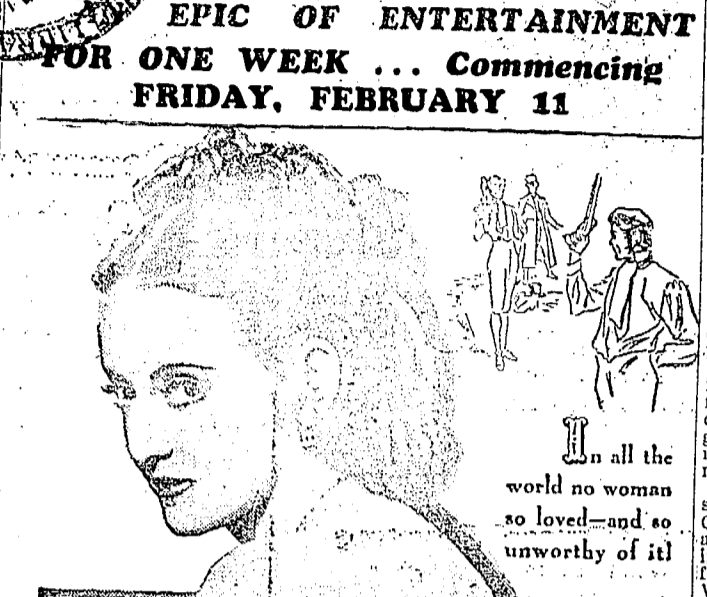 EPIC OF ENTERTAINMENT
FOR ONE WEEK ... Commencing
FRIDAY, FEBRUARY 11
In all the
world no woman
so loved—and so
unworthy of it!